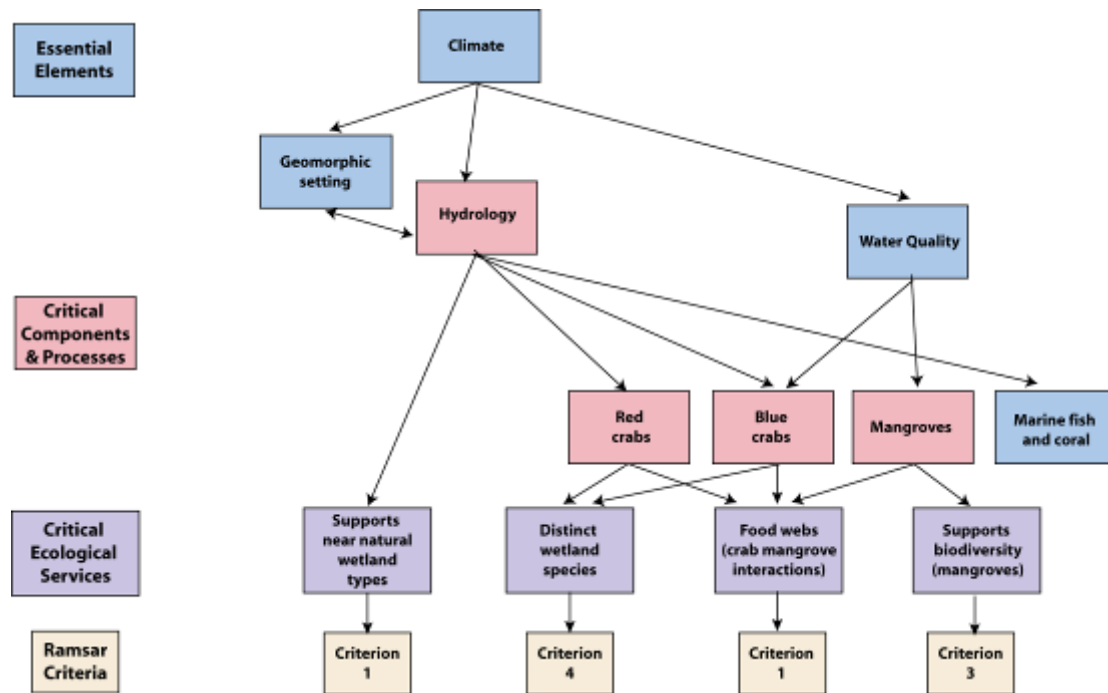 Essential
Elements
Climate
Geomorphic
setting
Hydrology
Water Quality
Critical
Components
& Processes
Red
crabs
Blue
crabs
Mangroves
Marine fish
and coral
Critical
Ecological
Services
Supports
near natural
wetland
types
Distinct
wetland
species
Food webs
(crab mangrove
interactions)
Supports
biodiversity
(mangroves)
Ramsar
Criteria
Criterion
1
Criterion
4
Criterion
1
Criterion
3